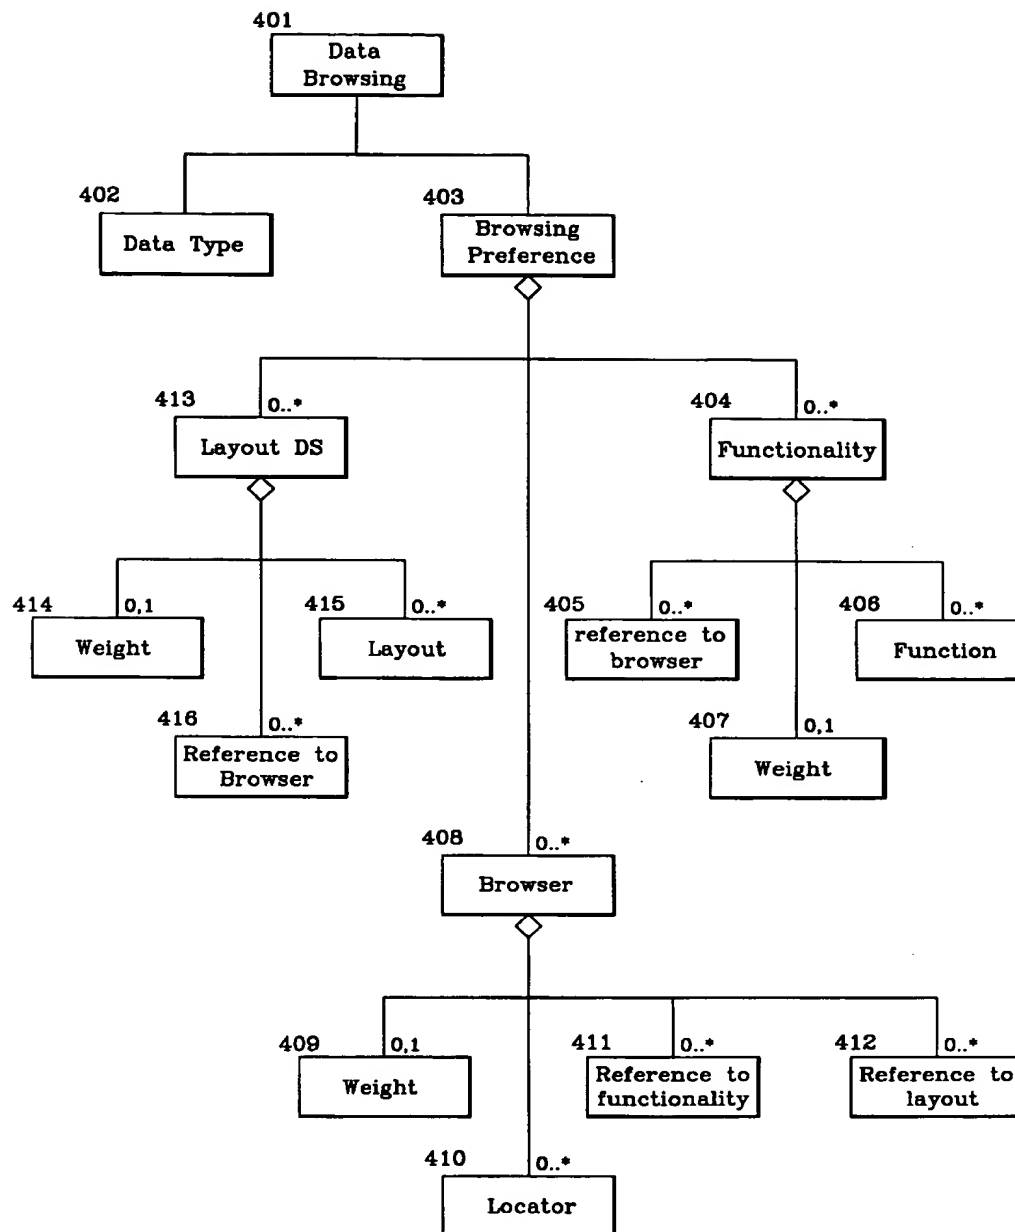 401
Data
Browsing
402
Data Type
403
Browsing
Preference
413
0..*
Layout DS
404
0..*
Functionality
414
0,1
Weight
415
0..*
Layout
405
0..*
reference to
browser
406
0..*
Function
416
0..*
Reference to
Browser
407
0,1
Weight
408
0..*
Browser
409
0,1
Weight
411
0..*
Reference to
functionality
412
0..*
Reference to
layout
410
0..*
Locator